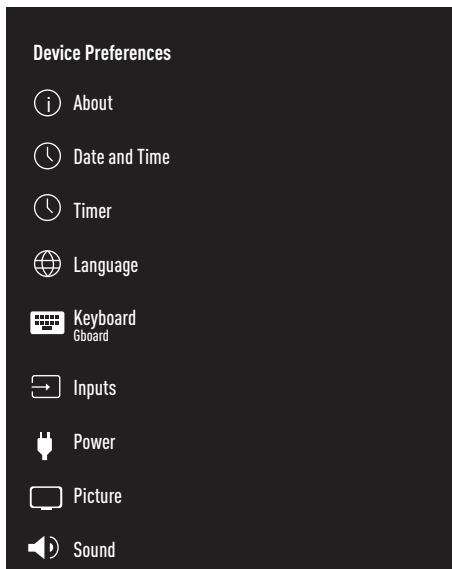 Device Preferences
About
Date and Time
Timer
Language
Keyboard
Gboard
Inputs
Power
Picture
Sound